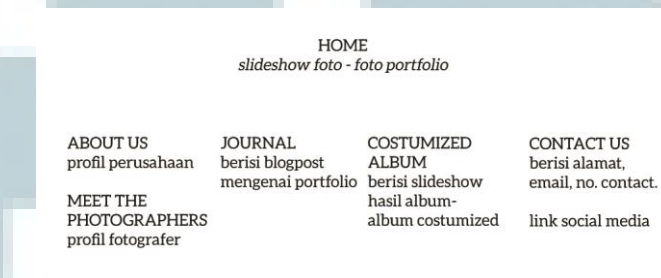 HOME
slideshow foto - foto portfolio
ABOUT US
profil perusahaan
MEET THE
PHOTOGRAPHERS
profil fotografer
JOURNAL
berisi blogpost
mengenai portfolio
COSTUMIZED
ALBUM
berisi slideshow
hasil album-
album costumized
CONTACT US
berisi alamat,
email, no. contact.
link social media